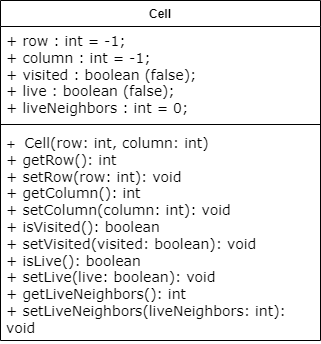 Cell
+ row : int = -1;
+ column : int = -1;
+ visited : boolean (false);
+ live : boolean (false);
+ liveNeighbors : int = 0;
+ Cell(row: int, column: int)
+ getRow(): int
+ setRow(row: int): void
+ getColumn(): int
+ setColumn(column: int): void
+ isVisited(): boolean
+ setVisited(visited: boolean): void
+ isLive(): boolean
+ setLive(live: boolean): void
+ getLiveNeighbors(): int
+ setLiveNeighbors(liveNeighbors: int):
void